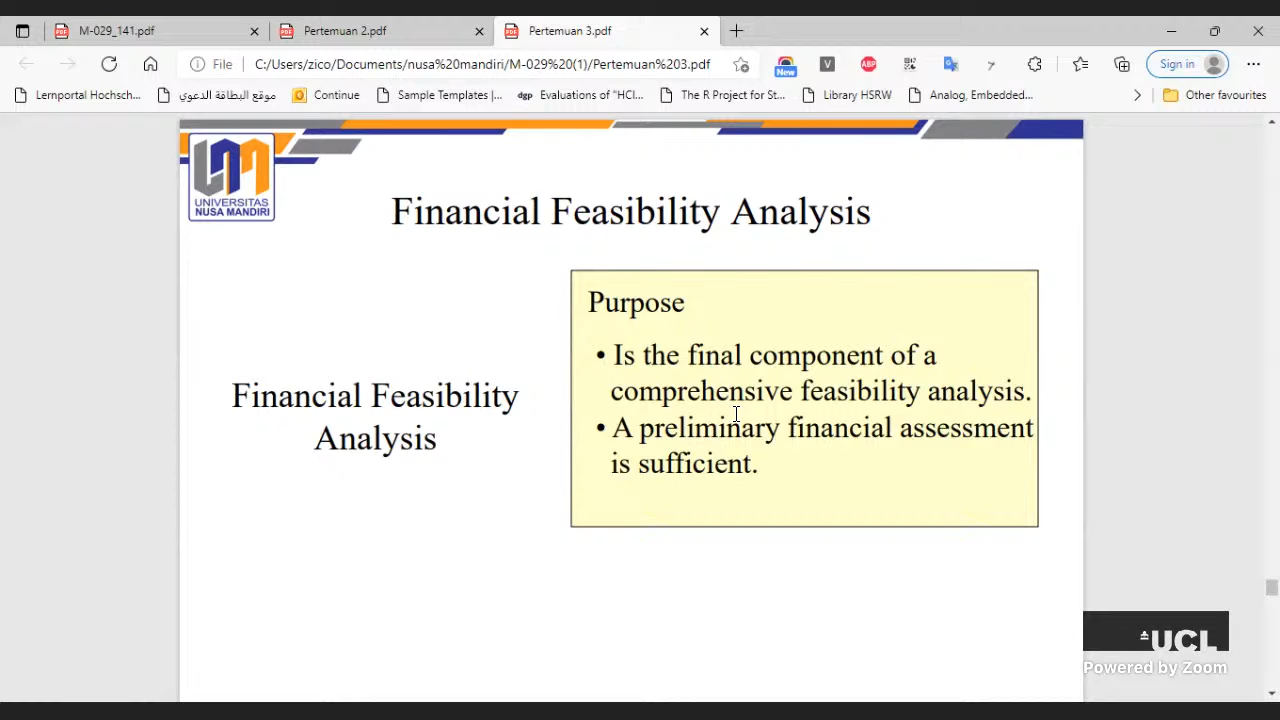 M-029_141.pdf
Pertemuan 2.pdf
Pertemuan 3.pdf
File
C:/Users/zico/Documents/nusa%20mandiri/M-029%20(1)/Pertemuan%203.pdf
New
V
ABP
Sign in
Lernportal Hochsch...
موقع البطاقة الدعوي
Continue
Sample Templates |...
dgp
Evaluations of "HCI...
The R Project for St...
Library HSRW
Analog, Embedded...
Other favourites
UNIVERSITAS
NUSA MANDIRI
Financial Feasibility Analysis
Financial Feasibility
Analysis
Purpose
• Is the final component of a
comprehensive feasibility analysis.
• A preliminary financial assessment
is sufficient.
UCL
Powered by Zoom